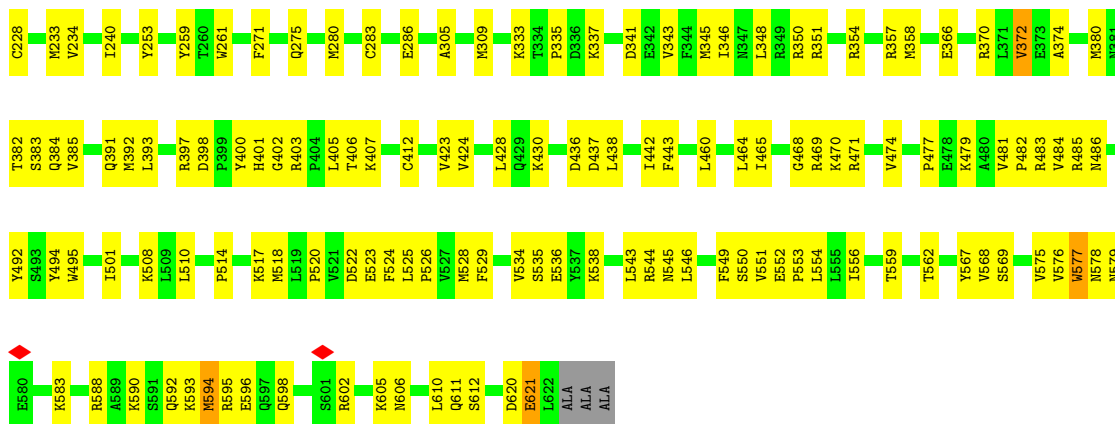 C228 M233 V234 I240 Y253 Y259 T260 W261 F271 Q275 M280 C283 E286 A305 M309 K333 T334 P335 D336 K337 D341 E342 V343 F344 M345 I346 N347 L348 R349 R350 R351 R354 R357 M358 E366 R370 L371 V372 E373 A374 M380 N381
T382 S383 Q384 V385 Q391 M392 L393 R397 D398 P399 Y400 H401 G402 R403 P404 L405 T406 K407 C412 V423 V424 L428 Q429 K430 D436 D437 L438 I442 F443 L460 L464 I465 G468 R469 K470 R471 V474 P477 E478 K479 A480 V481 P482 R483 V484 R485 N486
Y492 S493 Y494 W495 I501 K508 L509 L510 P514 K517 M518 L519 P520 V521 D522 E523 F524 L525 P526 V527 M528 F529 V534 S535 E536 Y537 K538 L543 R544 N545 L546 F549 S550 V551 E552 P553 L554 L555 I556 T559 T562 Y567 V568 S569 V575 V576 W577 N578 N579
E580 K583 R588 A589 K590 S591 Q592 K593 M594 R595 E596 Q597 Q598 S601 R602 K605 N606 L610 Q611 S612 D620 E621 L622 ALA ALA ALA